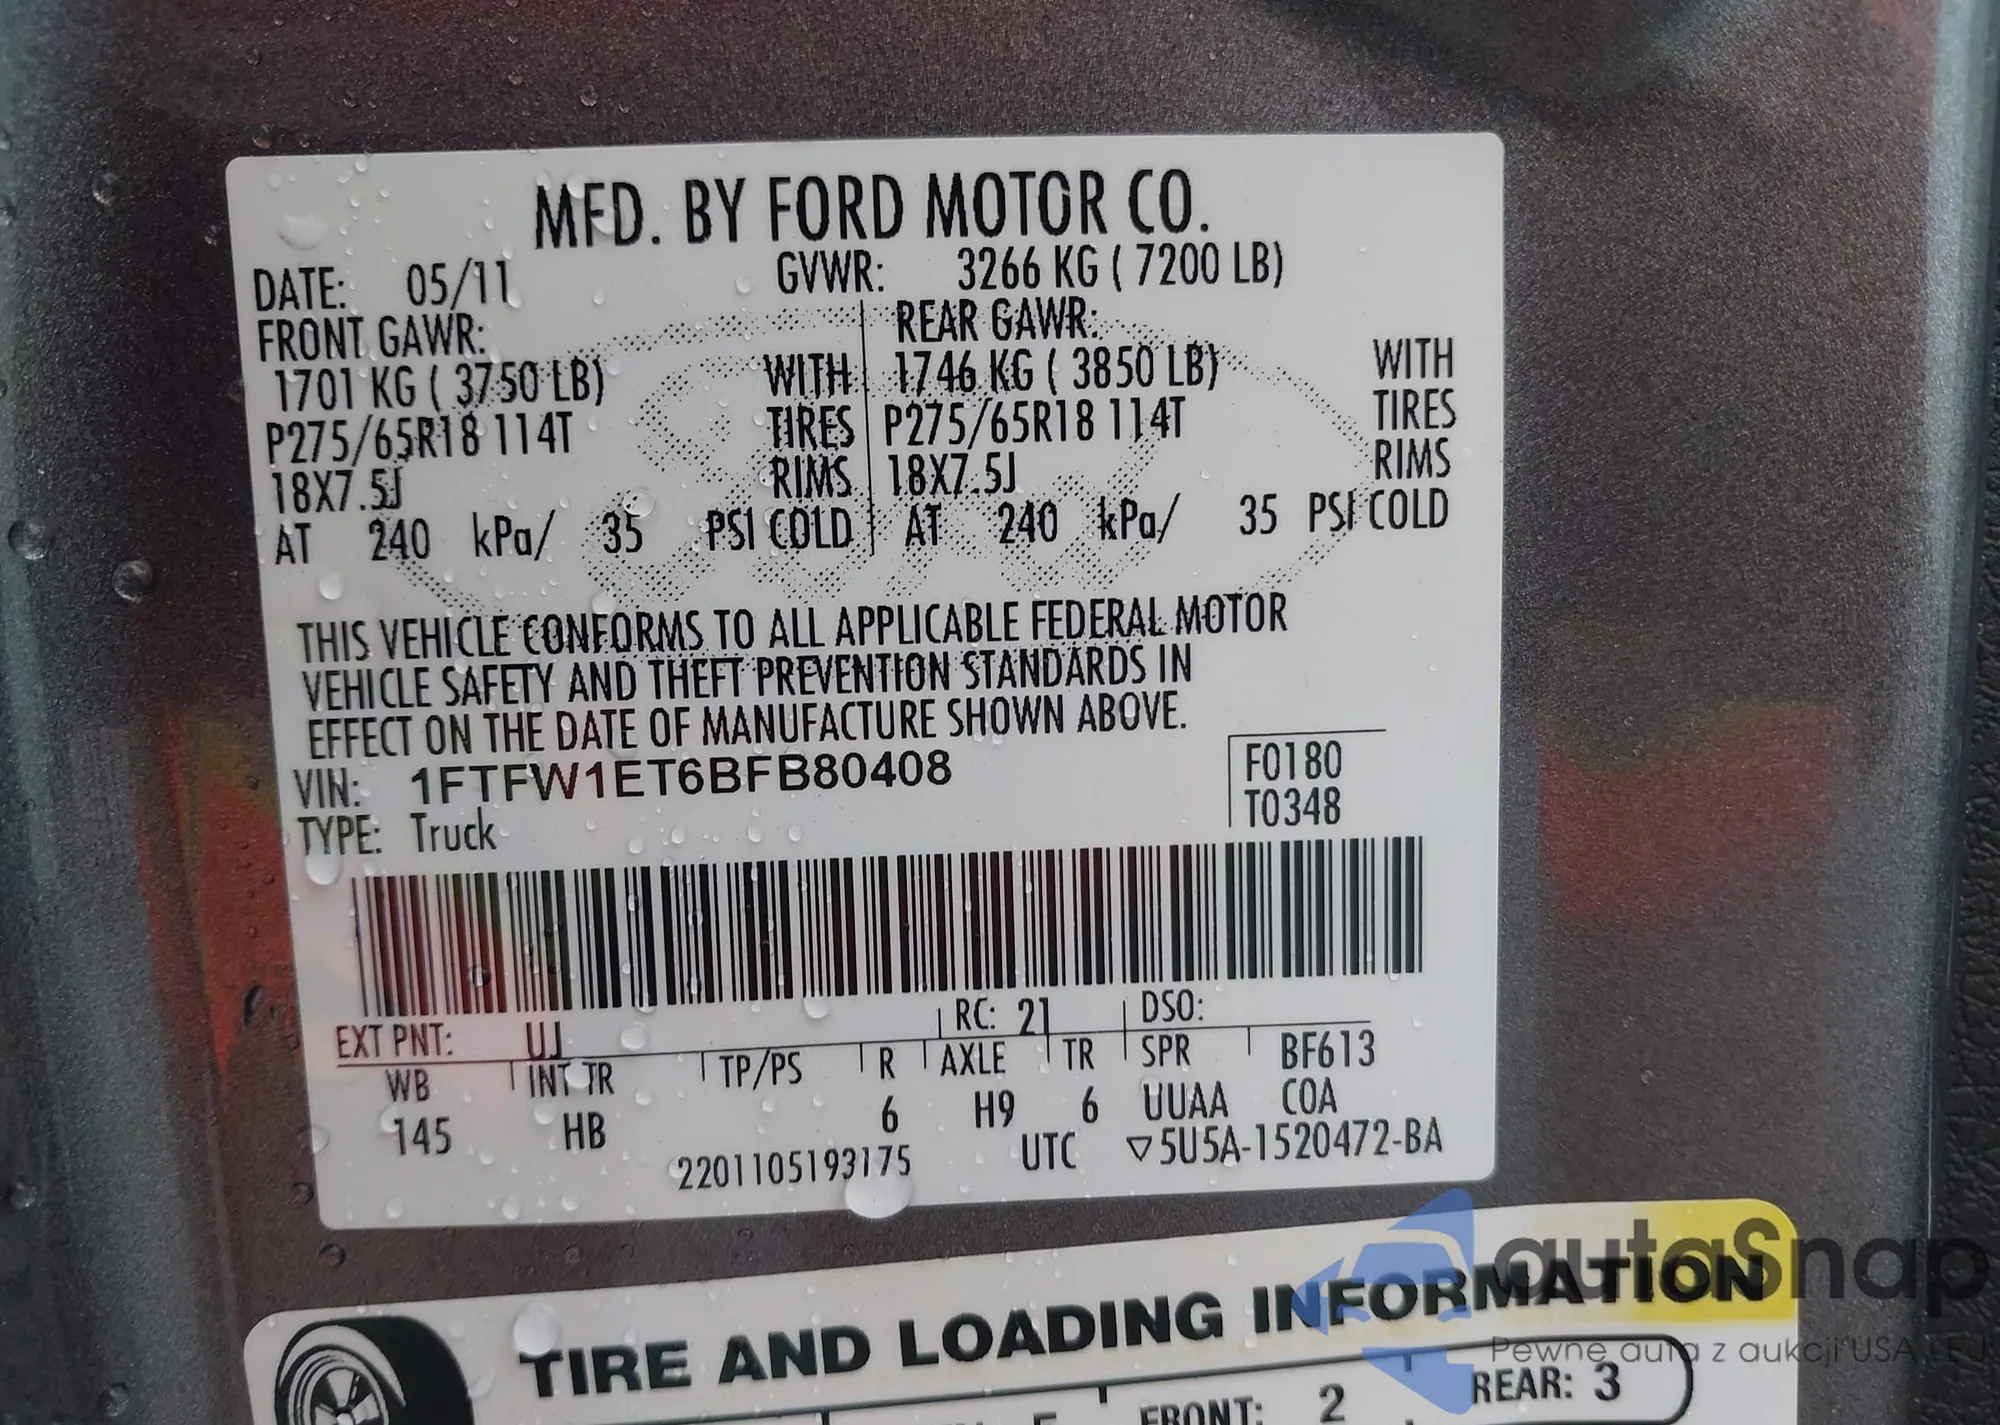 MFD. BY FORD MOTOR CO.
DATE: 05/11 GVWR: 3266 KG ( 7200 LB)
FRONT GAWR: REAR GAWR:
1701 KG ( 3750 LB) WITH 1746 KG ( 3850 LB) WITH
P275/65R18 114T TIRES P275/65R18 114T TIRES
18X7.5J RIMS 18X7.5J RIMS
AT 240 kPa/ 35 PSI COLD AT 240 kPa/ 35 PSI COLD
THIS VEHICLE CONFORMS TO ALL APPLICABLE FEDERAL MOTOR
VEHICLE SAFETY AND THEFT PREVENTION STANDARDS IN
EFFECT ON THE DATE OF MANUFACTURE SHOWN ABOVE.
VIN: 1FTFW1ET6BFB80408 F0180
TYPE: Truck T0348
EXT PNT: UJ RC: 21 DSO:
WB INT TR TP/PS R AXLE TR SPR BF613
145 HB 6 H9 6 UUAA COA
2201105193175 UTC ▽5U5A-1520472-BA
TIRE AND LOADING INFORMATION
autoSnap
Pewne auta z aukcji USA i EU
FRONT: 2 REAR: 3